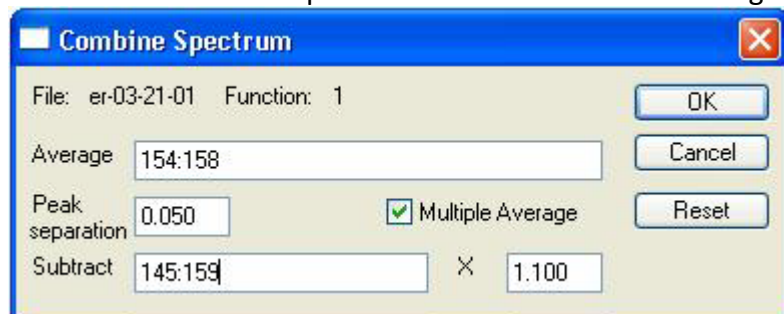 Combine Spectrum
File: er-03-21-01 Function: 1
OK
Average 154:158
Cancel
Peak separation 0.050
Multiple Average
Reset
Subtract 145:159
X 1.100